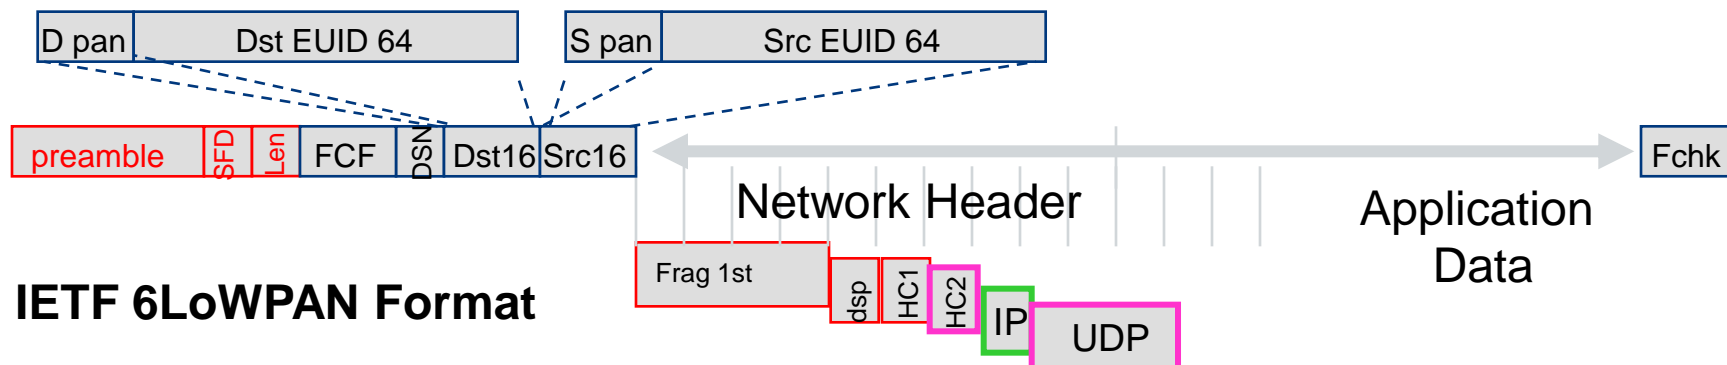 D pan Dst EUID 64 S pan Src EUID 64
preamble SFD Len FCF DSN Dst16 Src16 Fchk
Network Header
Application
Data
Frag 1st dsp HC1 HC2 IP UDP
IETF 6LoWPAN Format